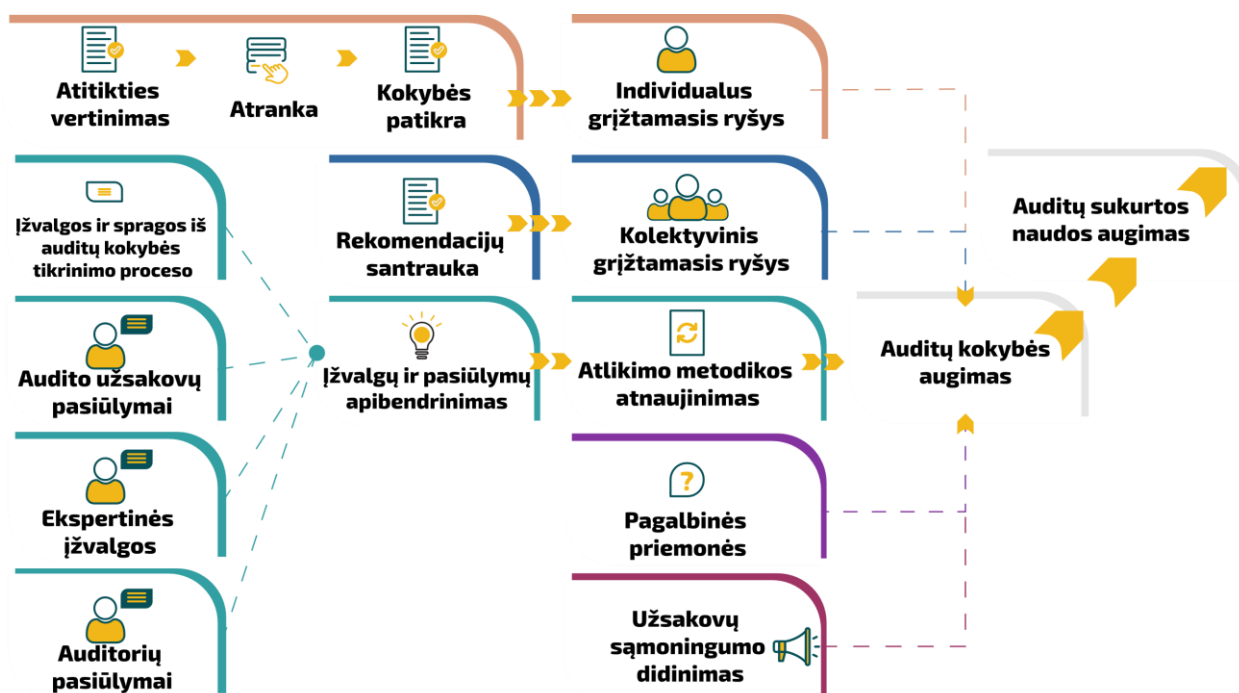 Atitikties
vertinimas
Atranka
Kokybės
patikra
Individualus
grįžtamasis ryšys
Įžvalgos ir spragos iš
auditų kokybės
tikrinimo proceso
Rekomendacijų
santrauka
Kolektyvinis
grįžtamasis ryšys
Auditų sukurtos
naudos augimas
Audito užsakovų
pasiūlymai
Įžvalgų ir pasiūlymų
apibendrinimas
Atlikimo metodikos
atnaujinimas
Auditų kokybės
augimas
Ekspertinės
įžvalgos
?
Pagalbinės
priemonės
Auditorių
pasiūlymai
Užsakovų
sąmoningumo
didinimas